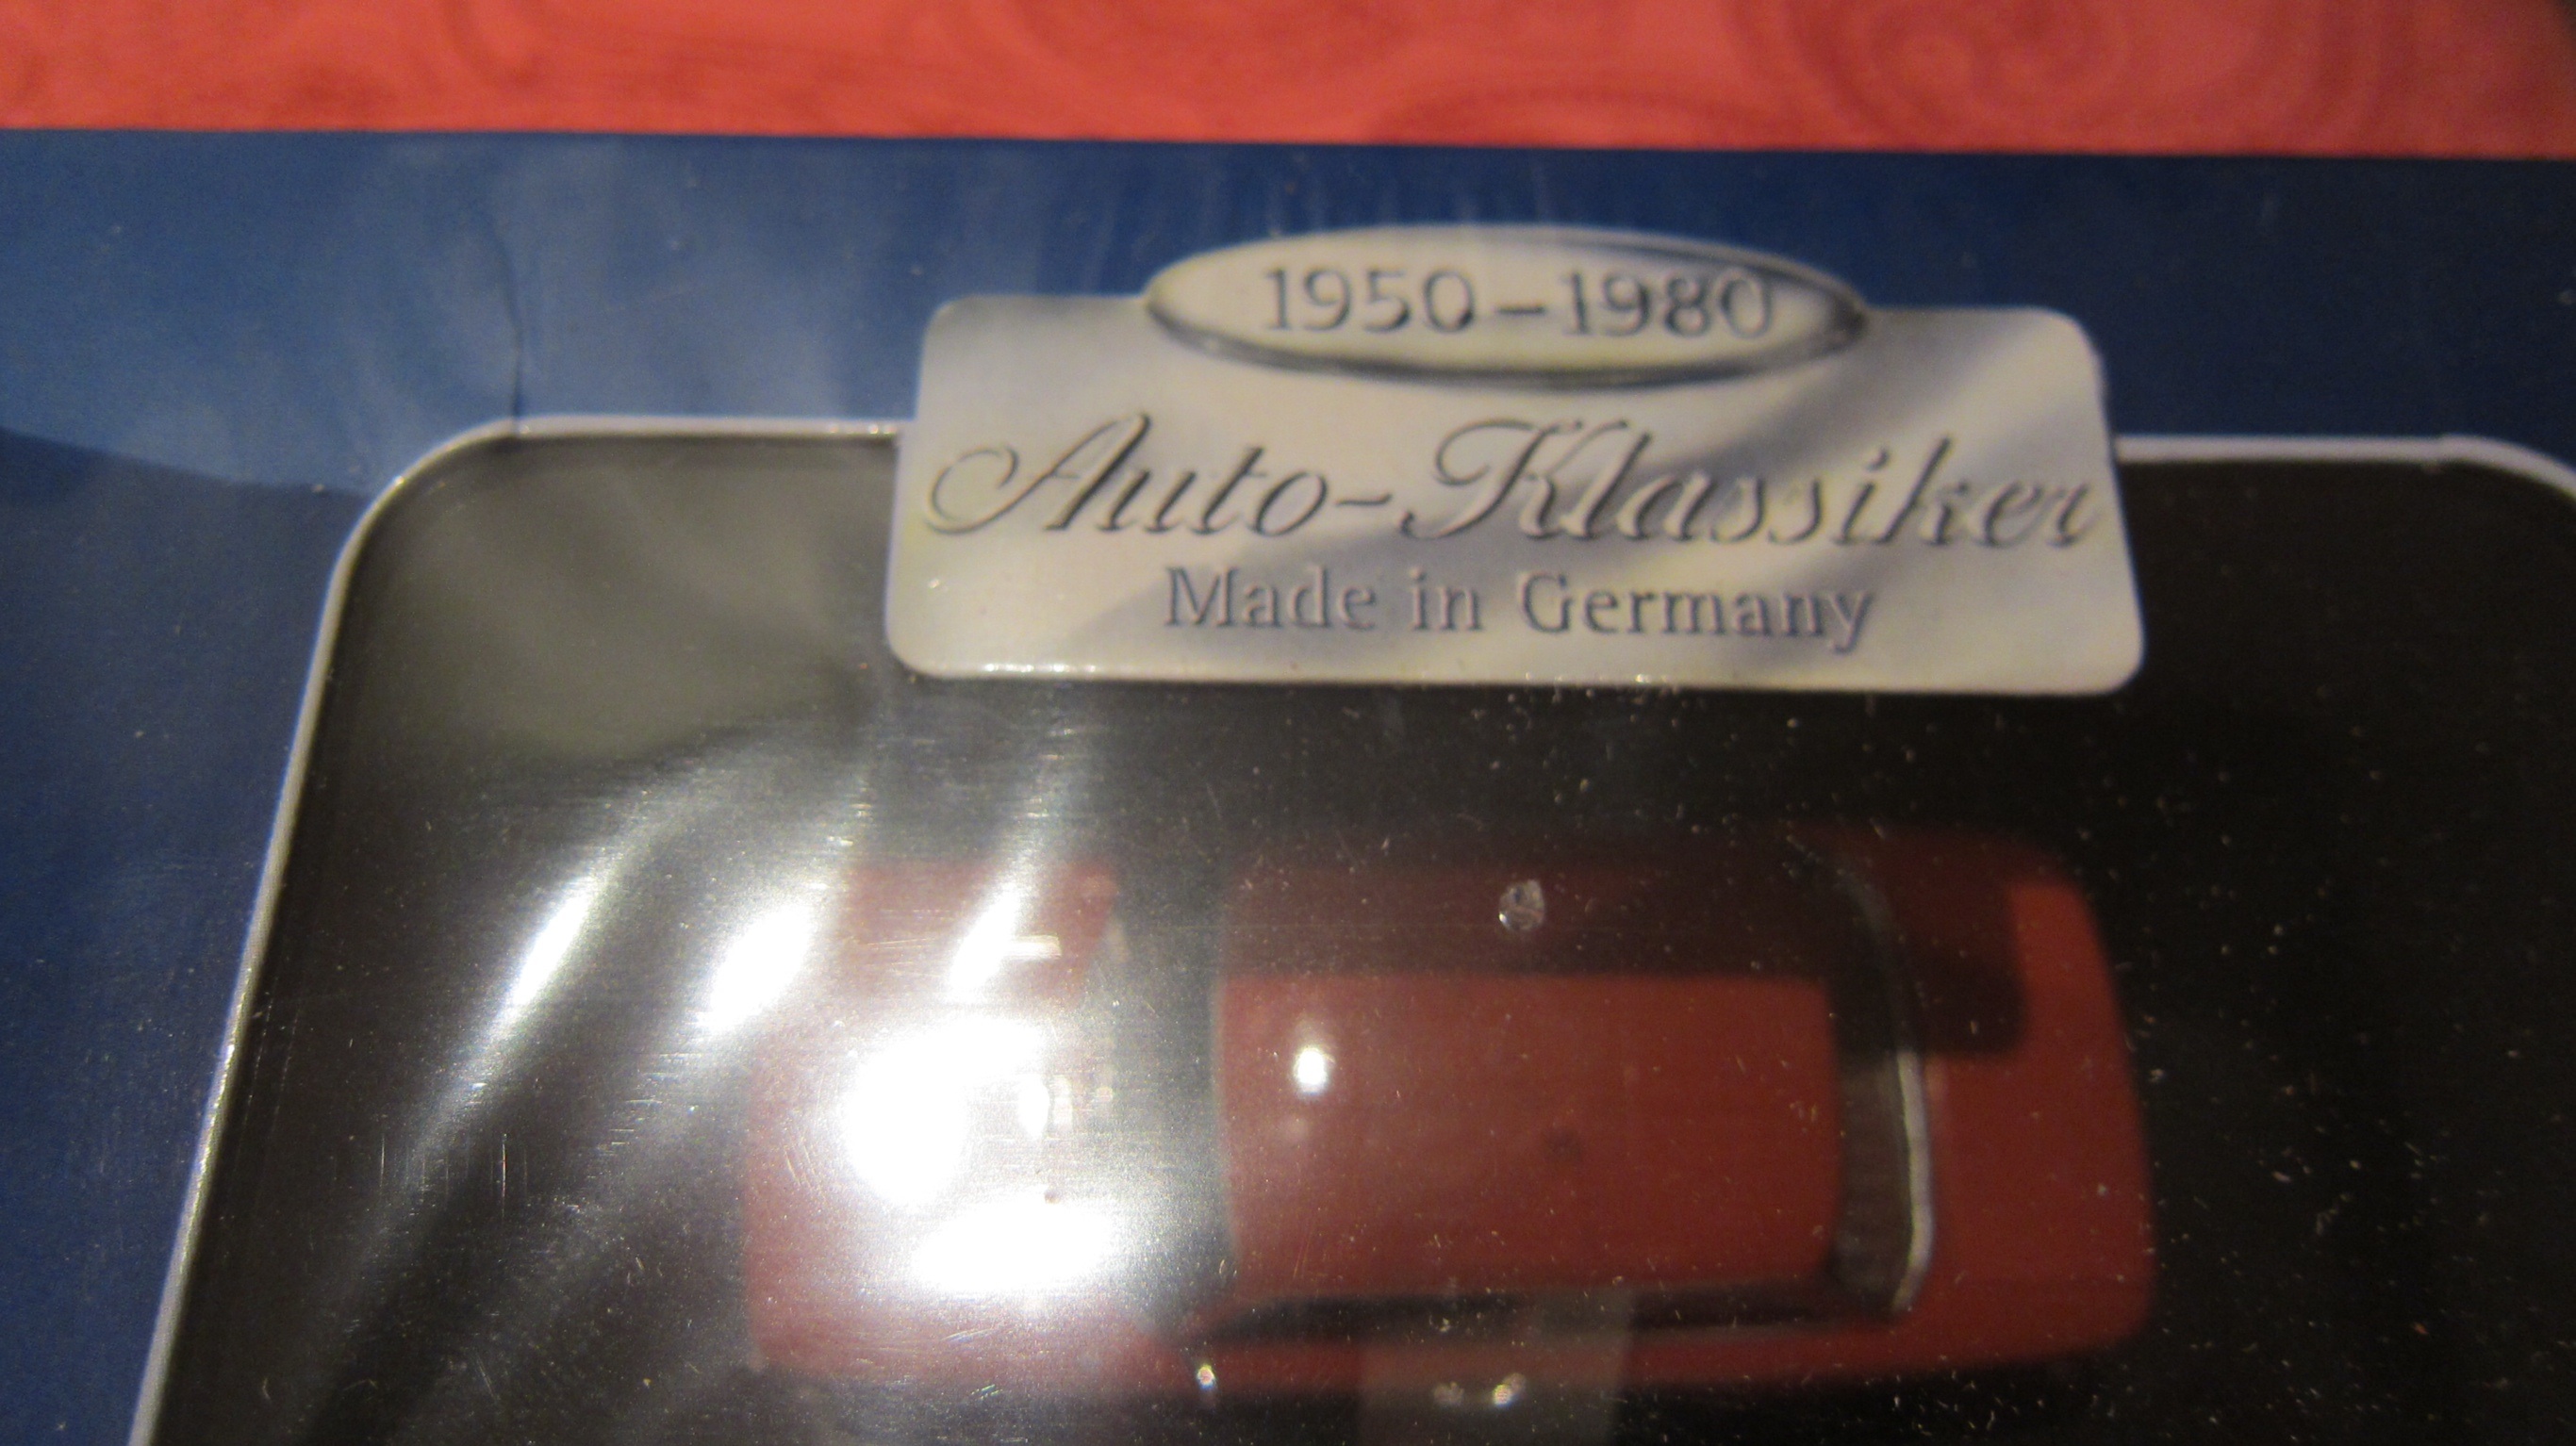 1950–1980
Auto-Klassiker
Made in Germany